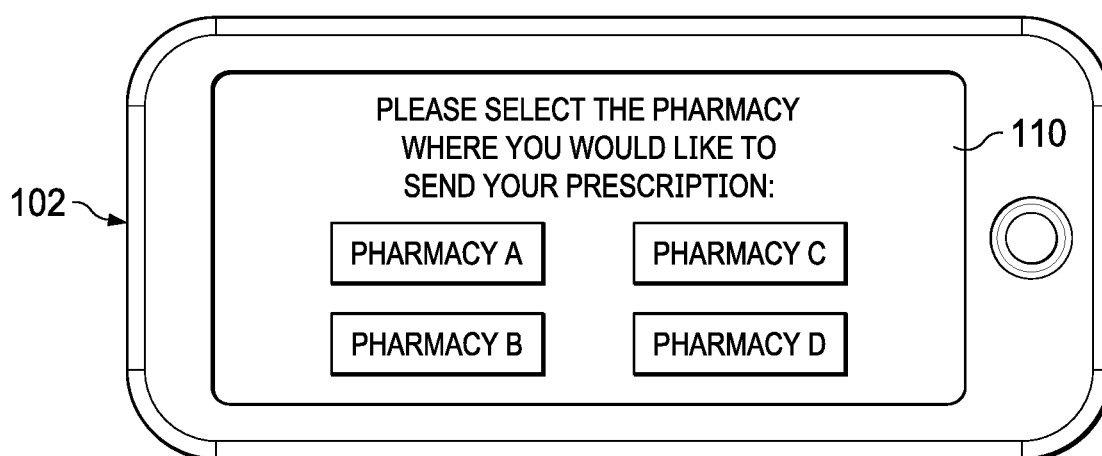 PLEASE SELECT THE PHARMACY
WHERE YOU WOULD LIKE TO
SEND YOUR PRESCRIPTION:
110
102
PHARMACY A
PHARMACY C
PHARMACY B
PHARMACY D